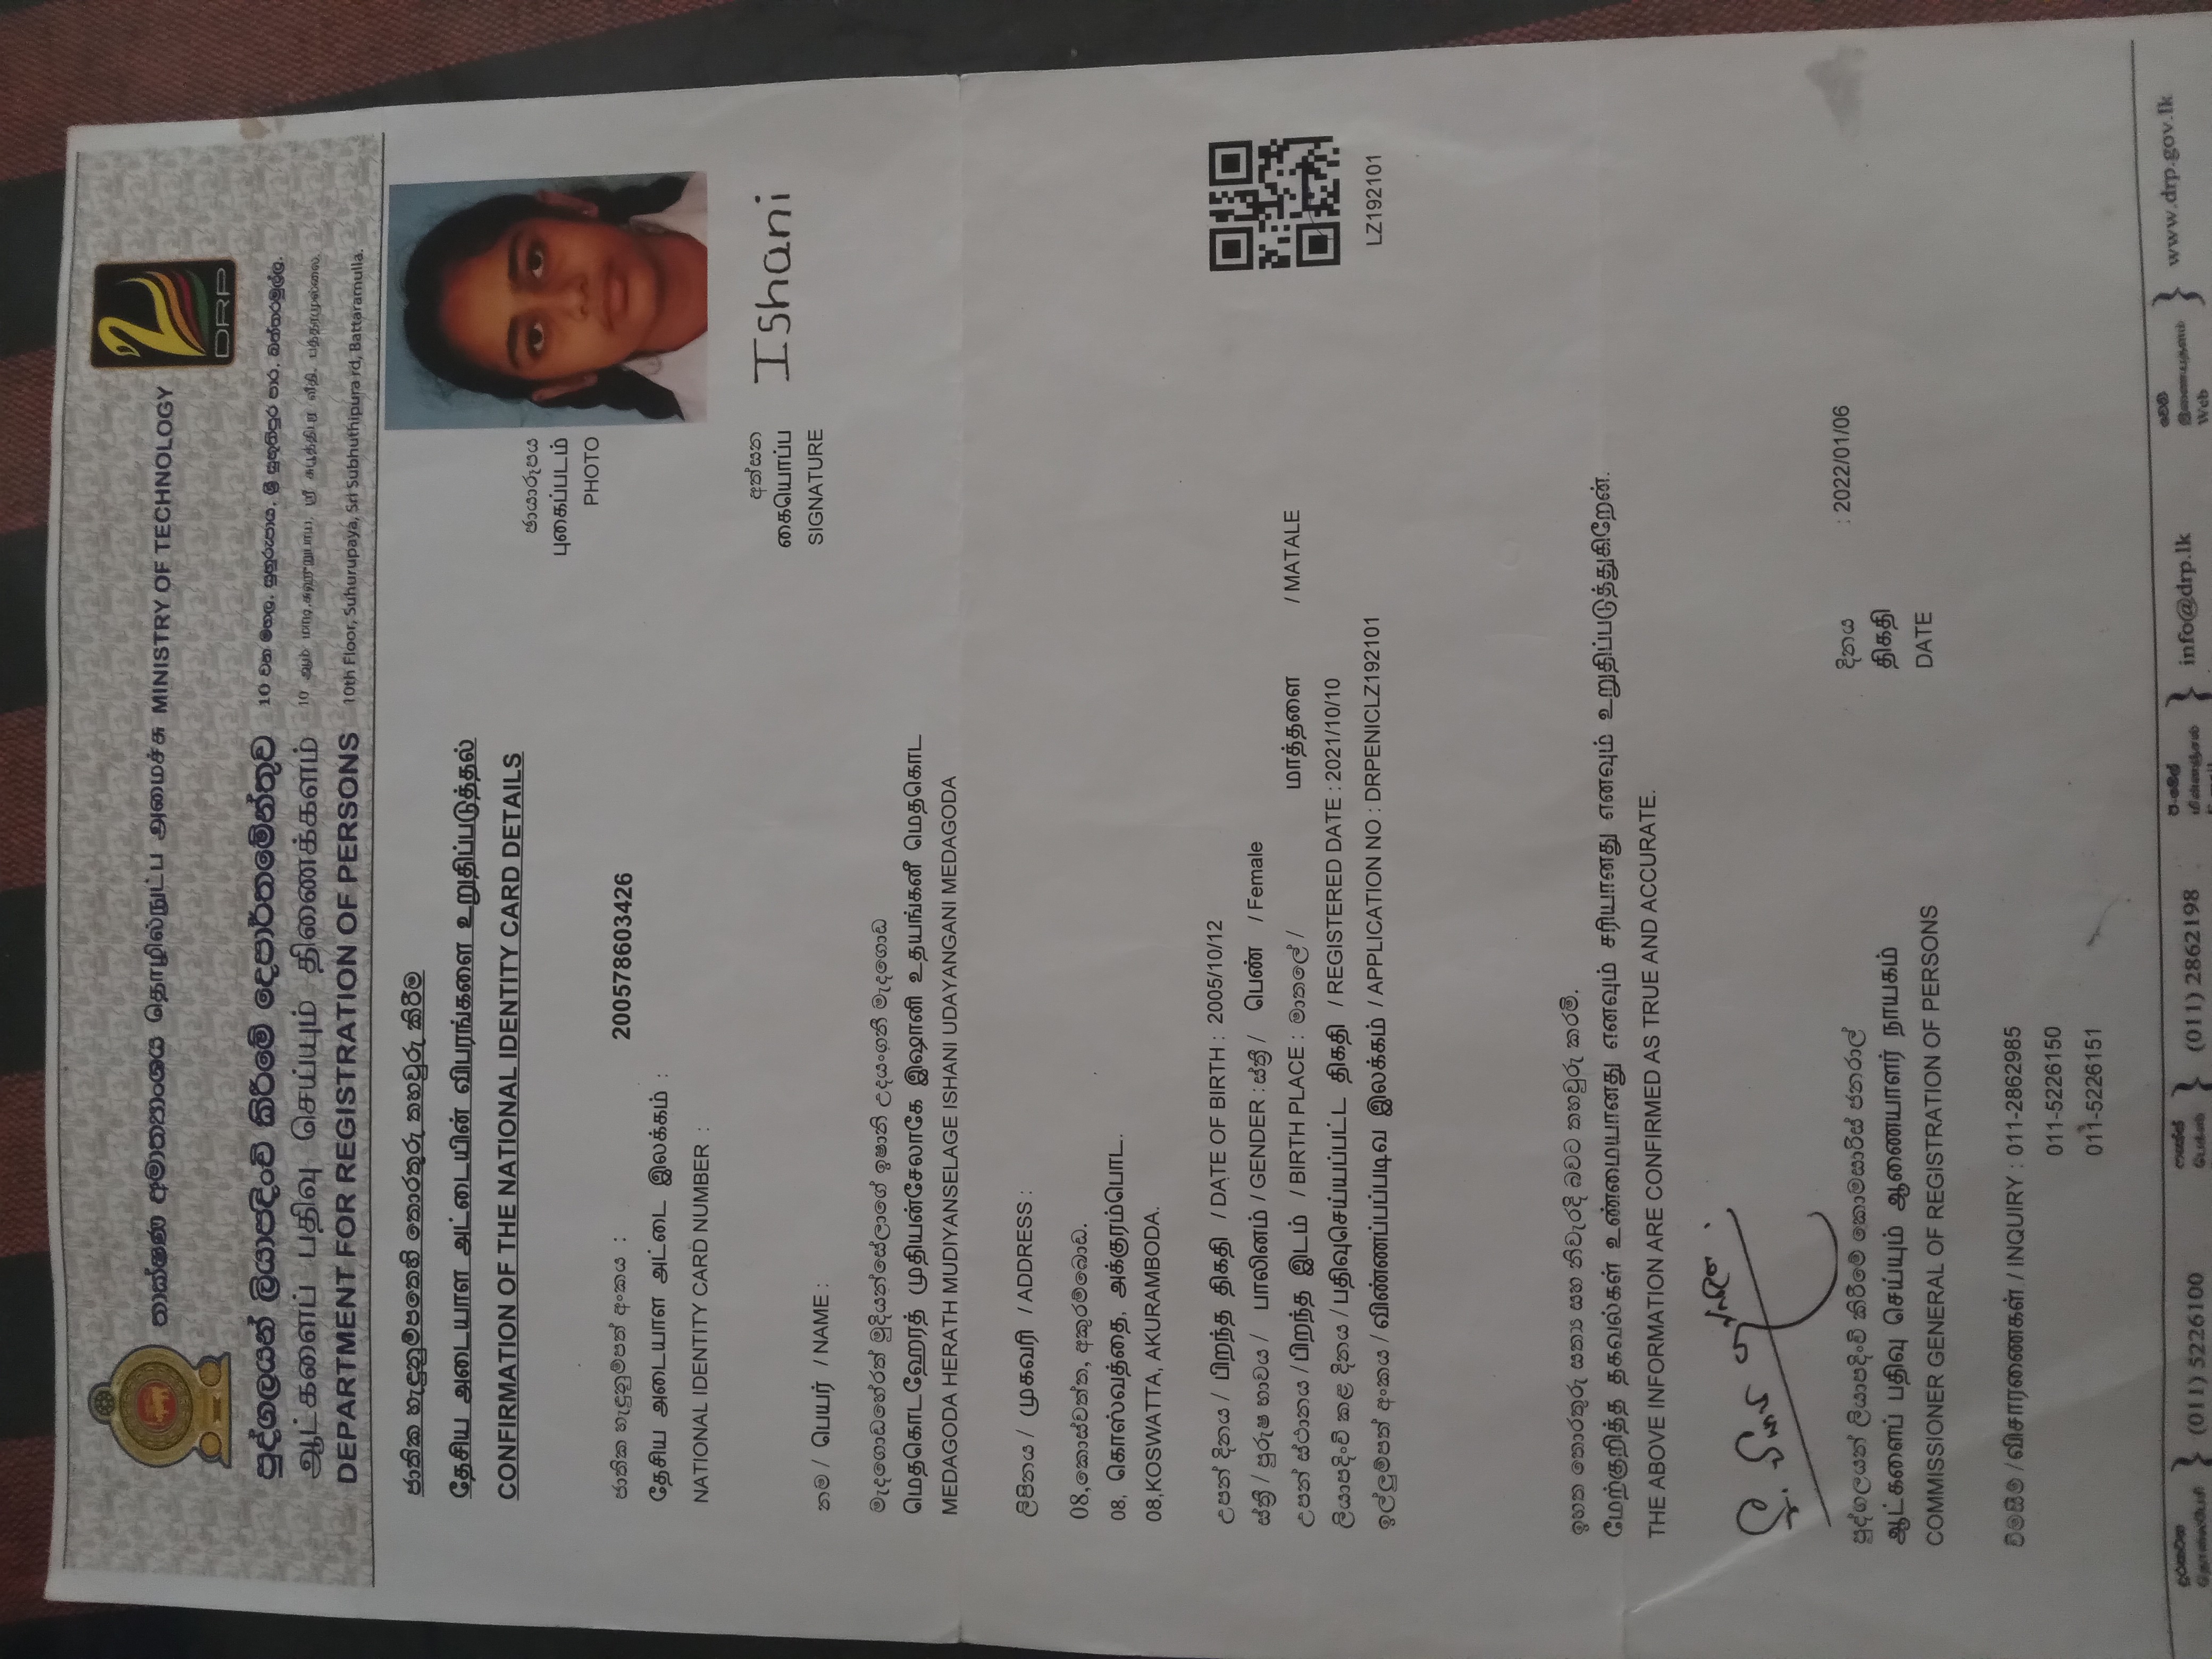 තාක්ෂණ අමාත්‍යාංශය தொழில்நுட்ப அமைச்சு MINISTRY OF TECHNOLOGY
DRP
පුද්ගලයන් ලියාපදිංචි කිරීමේ දෙපාර්තමේන්තුව 10 වන මහල, සුහුරුපාය, ශ්‍රී සුභූතිපුර පාර, බත්තරමුල්ල.
ஆட்களைப் பதிவு செய்யும் திணைக்களம் 10 ஆம் மாடி,சுஹுறுபாய, ஸ்ரீ சுபூத்திபுர வீதி, பத்தரமுல்லை.
DEPARTMENT FOR REGISTRATION OF PERSONS 10th Floor, Suhurupaya, Sri Subhuthipura rd, Battaramulla.
ජාතික හැඳුනුම්පතෙහි තොරතුරු තහවුරු කිරීම
தேசிய அடையாள அட்டையின் விபரங்களை உறுதிப்படுத்தல்
CONFIRMATION OF THE NATIONAL IDENTITY CARD DETAILS
ඡායාරූපය
புகைப்படம்
PHOTO
ජාතික හැඳුනුම්පත් අංකය : 200578603426
தேசிய அடையாள அட்டை இலக்கம் :
NATIONAL IDENTITY CARD NUMBER :
අත්සන
கையொப்ப
SIGNATURE
Ishani
නම / பெயர் / NAME :
මැදගොඩහේරත් මුදියන්සේලාගේ ඉෂානි උදයංගනී මැදගොඩ
மெதகொடஹேரத் முதியன்சேலாகே இஷானி உதயங்கனீ மெதகொட
MEDAGODA HERATH MUDIYANSELAGE ISHANI UDAYANGANI MEDAGODA
ලිපිනය / முகவரி / ADDRESS :
08,කොස්වත්ත, අකුරම්බොඩ.
08, கொஸ்வத்தை, அக்குரம்பொட.
08,KOSWATTA, AKURAMBODA.
උපන් දිනය / பிறந்த திகதி / DATE OF BIRTH : 2005/10/12
ස්ත්‍රී / පුරුෂ භාවය / பாலினம் / GENDER : ස්ත්‍රී / பெண் / Female
උපන් ස්ථානය / பிறந்த இடம் / BIRTH PLACE : මාතලේ / மாத்தளை / MATALE
ලියාපදිංචි කළ දිනය / பதிவுசெய்யப்பட்ட திகதி / REGISTERED DATE : 2021/10/10
ඉල්ලුම්පත් අංකය / விண்ணப்பப்படிவ இலக்கம் / APPLICATION NO : DRPENICLZ192101
LZ192101
ඉහත තොරතුරු සත්‍ය සහ නිවැරදි බවට තහවුරු කරමි.
மேற்குறித்த தகவல்கள் உண்மையானது எனவும் சரியானது எனவும் உறுதிப்படுத்துகிறேன்.
THE ABOVE INFORMATION ARE CONFIRMED AS TRUE AND ACCURATE.
පුද්ගලයන් ලියාපදිංචි කිරීමේ කොමසාරිස් ජනරාල්
ஆட்களைப் பதிவு செய்யும் ஆணையாளர் நாயகம்
COMMISSIONER GENERAL OF REGISTRATION OF PERSONS
දිනය : 2022/01/06
திகதி
DATE
විමසීම් / விசாரணைகள் / INQUIRY : 011-2862985
011-5226150
011-5226151
දුරකථන
தொலைபேசி
(011) 5226100
ෆැක්ස්
பெக்ஸ்
(011) 2862198
ඊ-මේල්
மின்னஞ்சல்
info@drp.lk
වෙබ්
இணையதளம்
Web
www.drp.gov.lk